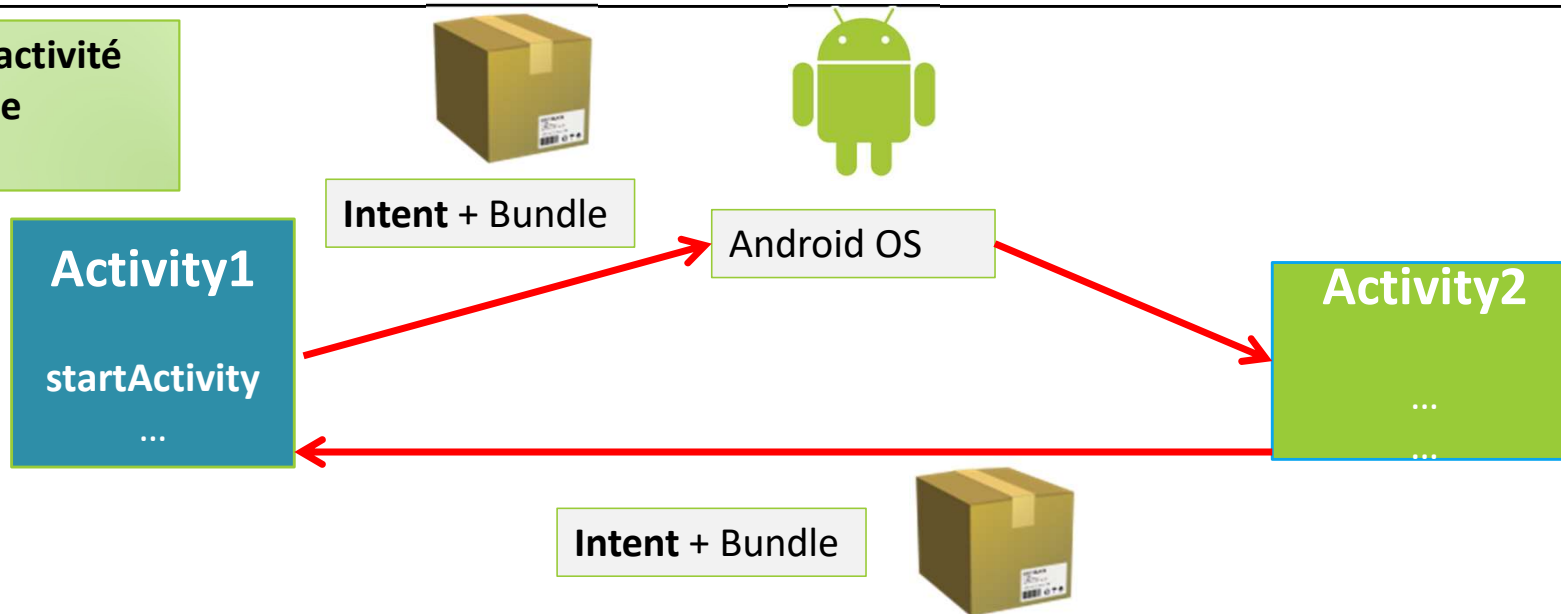 activité
e
Intent + Bundle
Android OS
Activity1
startActivity
...
Activity2
...
...
Intent + Bundle